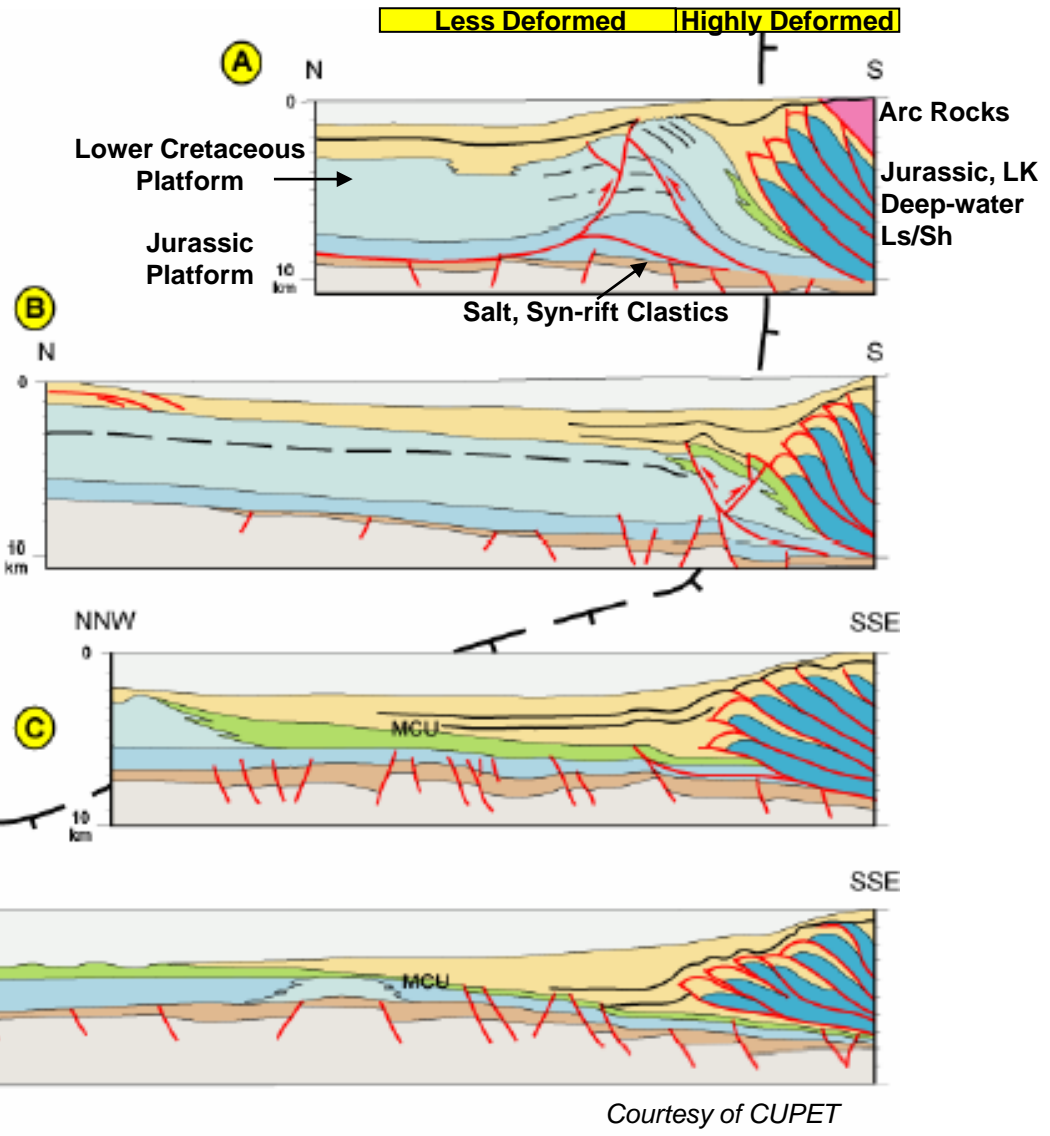 Less Deformed
Highly Deformed
A
N
S
0
Arc Rocks
Lower Cretaceous
Platform
Jurassic, LK
Deep-water
Ls/Sh
Jurassic
Platform
10
km
Salt, Syn-rift Clastics
B
N
S
0
10
km
NNW
SSE
0
C
MCU
10
km
SSE
MCU
Courtesy of CUPET